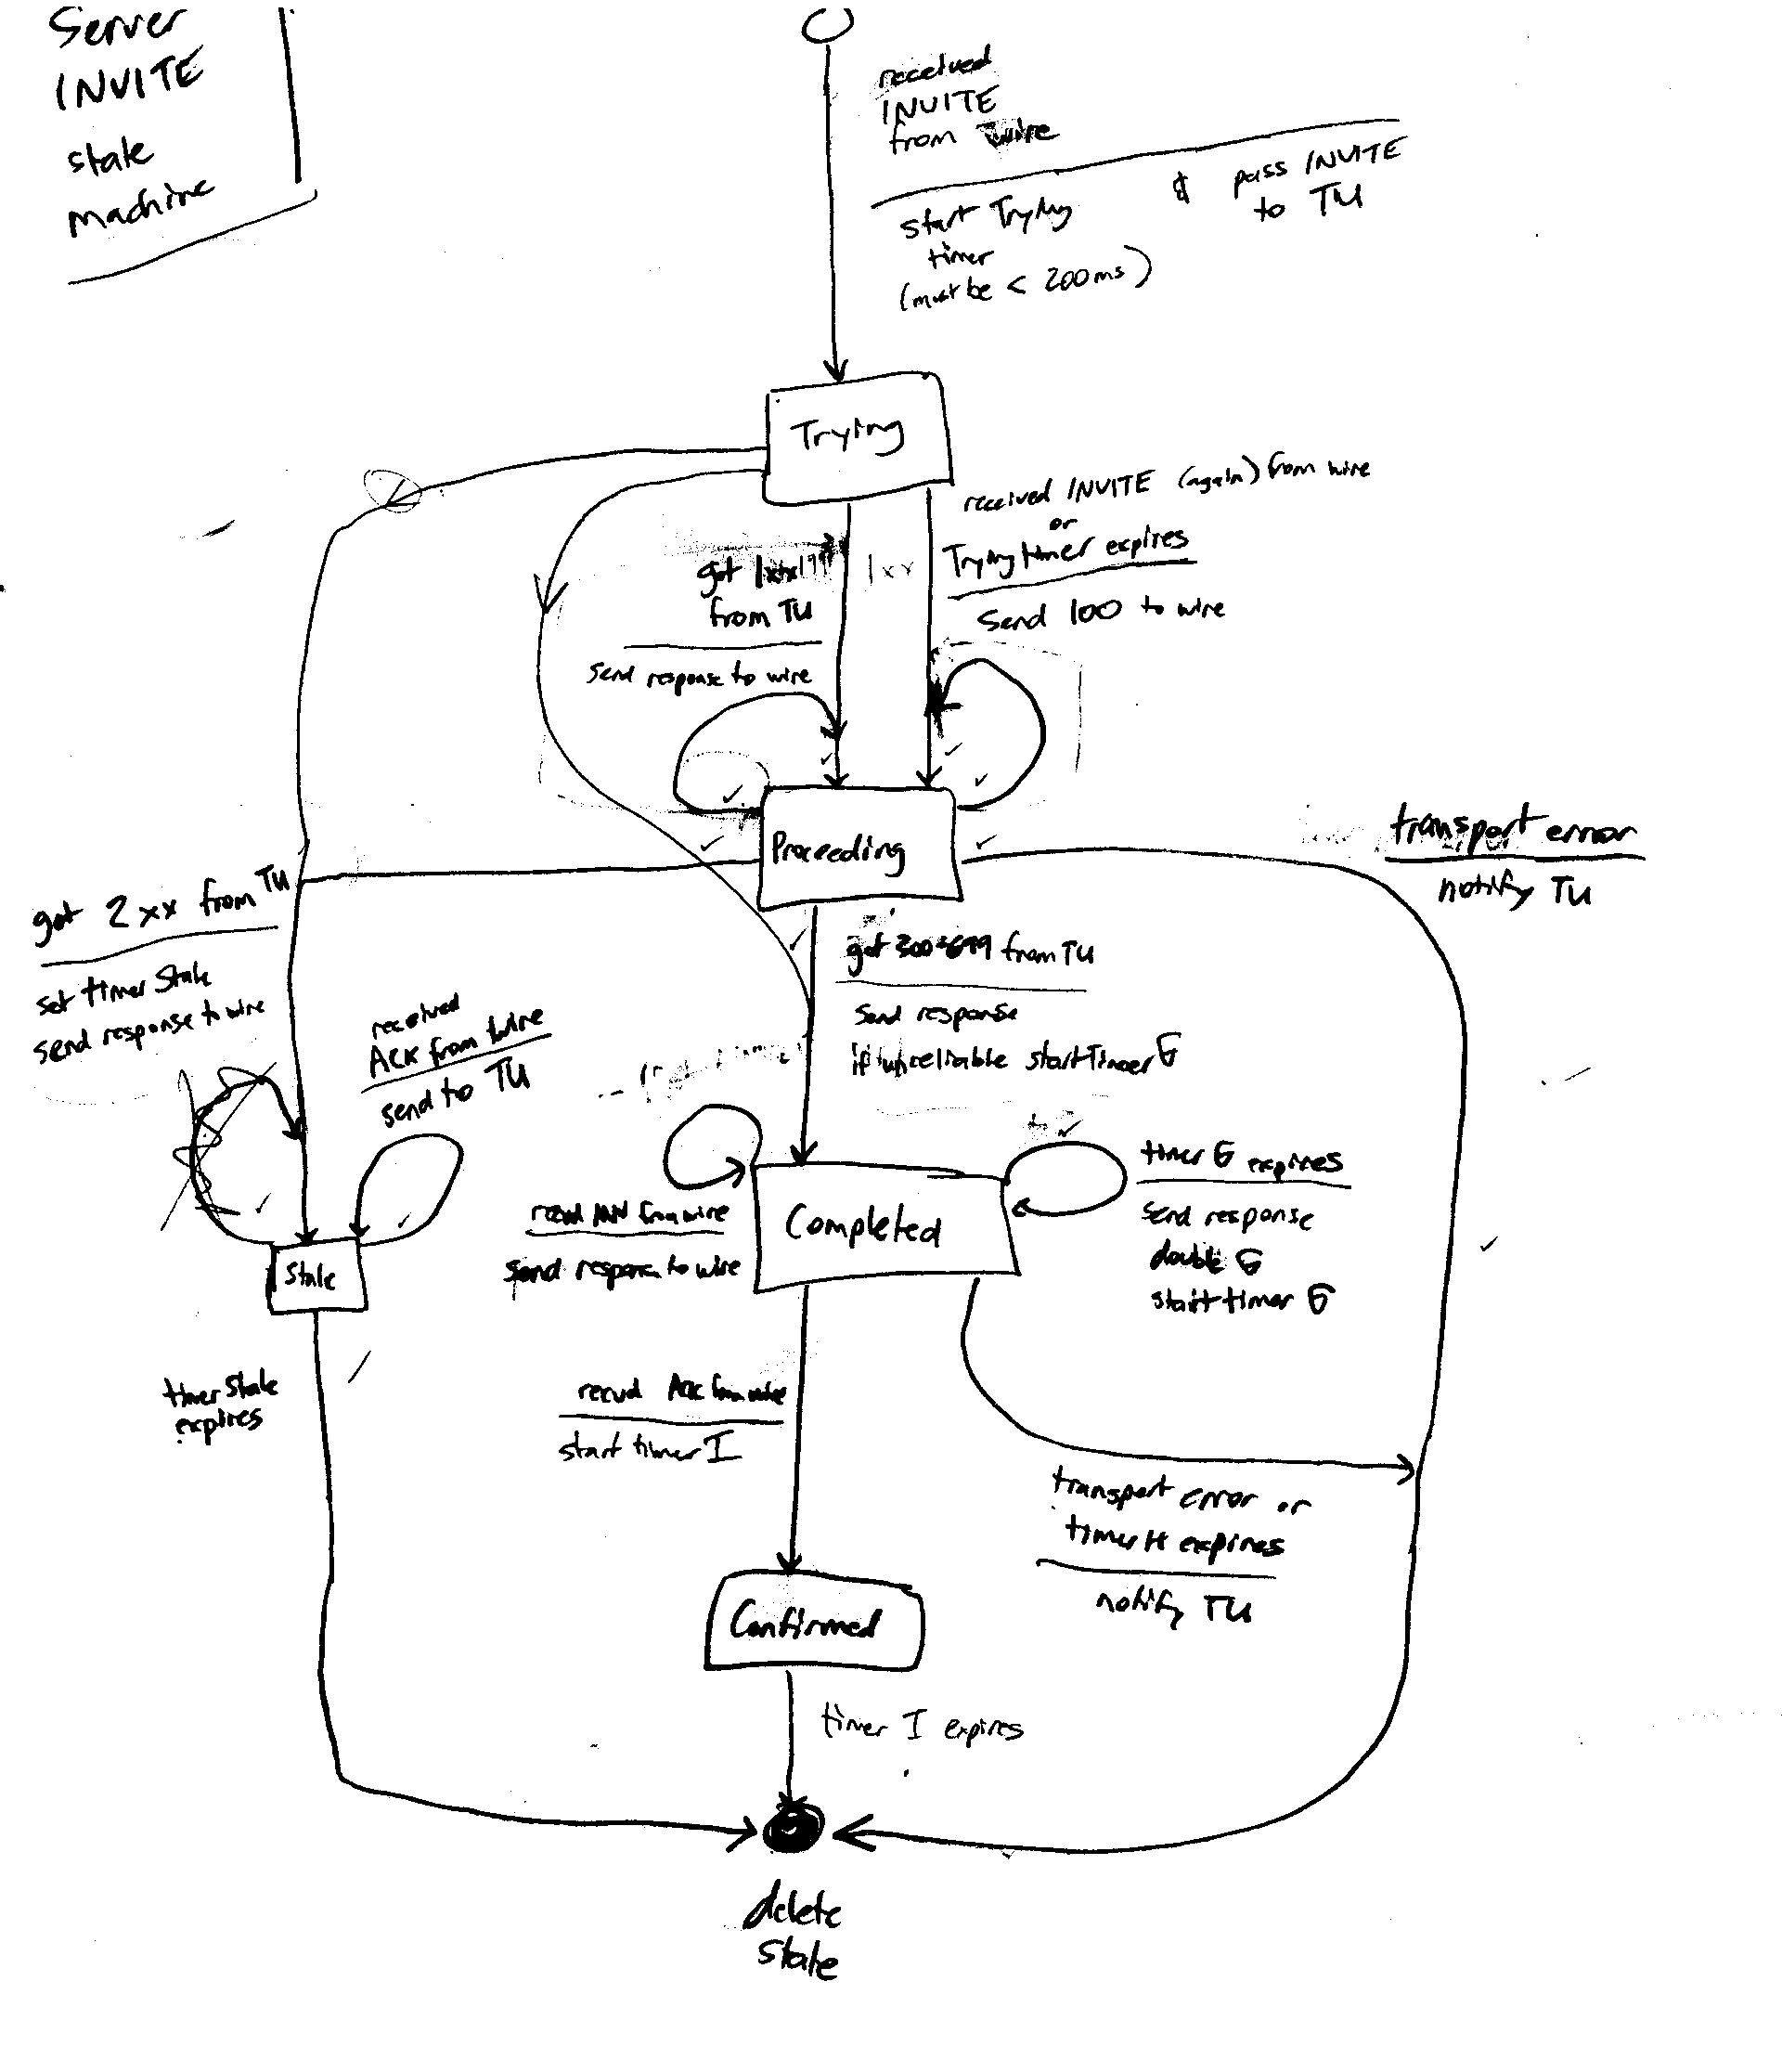 Server
INVITE
state
machine
received
INVITE
from wire
start Trying & pass INVITE
timer to TU
(must be < 200ms)
Trying
received INVITE (again) from wire
or
Trying timer expires
send 100 to wire
got 1xx
from TU
1xx
send response to wire
Proceeding
transport error
notify TU
got 2xx from TU
set timer Stale
send response to wire
received
ACK from wire
send to TU
got 300-699 from TU
send response
if unreliable start Timer G
timer G expires
send response
double G
start timer G
Completed
recvd INV from wire
send response to wire
Stale
timer Stale
expires
recvd ACK from wire
start timer I
transport error or
timer H expires
notify TU
Confirmed
timer I expires
delete
state